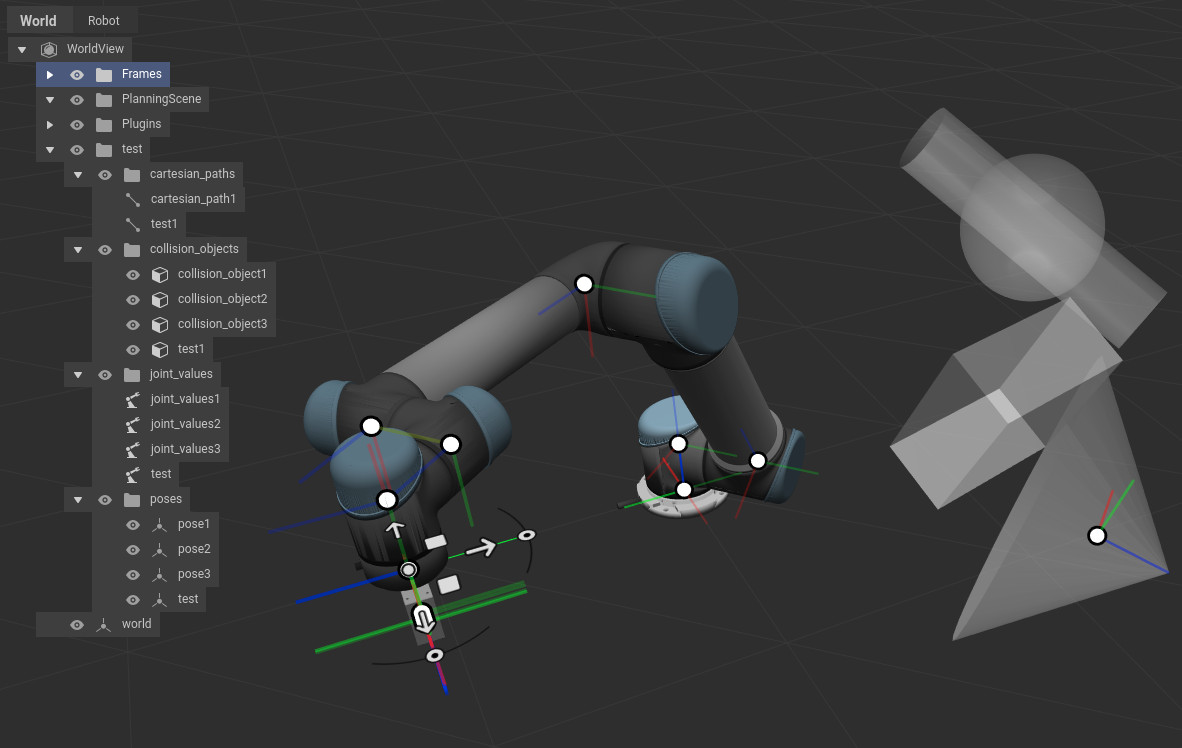 World Robot
WorldView
Frames
PlanningScene
Plugins
test
cartesian_paths
cartesian_path1
test1
collision_objects
collision_object1
collision_object2
collision_object3
test1
joint_values
joint_values1
joint_values2
joint_values3
test
poses
pose1
pose2
pose3
test
world